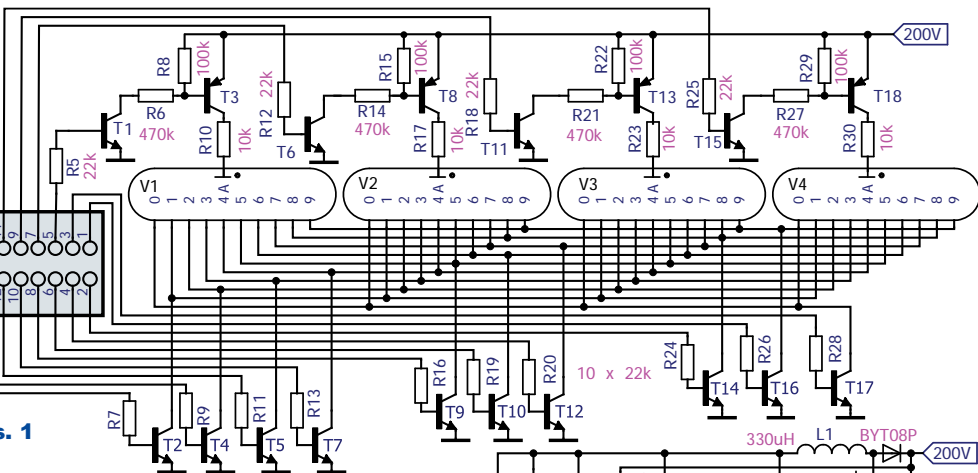 200V
R8
100k
T3
R6
470k
T1
R5
22k
R10
10k
R12
22k
R15
100k
T8
R14
470k
T6
R17
10k
R18
22k
R22
100k
T13
R21
470k
T11
R23
10k
R25
22k
R29
100k
T18
R27
470k
T15
R30
10k
V1
A
0 1 2 3 4 5 6 7 8 9
V2
A
0 1 2 3 4 5 6 7 8 9
V3
A
0 1 2 3 4 5 6 7 8 9
V4
A
0 1 2 3 4 5 6 7 8 9
9 7 5 3 1
10 8 6 4 2
R7
T2
R9
T4
R11
T5
R13
T7
R16
T9
R19
T10
R20
T12
10 x 22k
R24
T14
R26
T16
R28
T17
s. 1
330uH
L1
BYT08P
200V